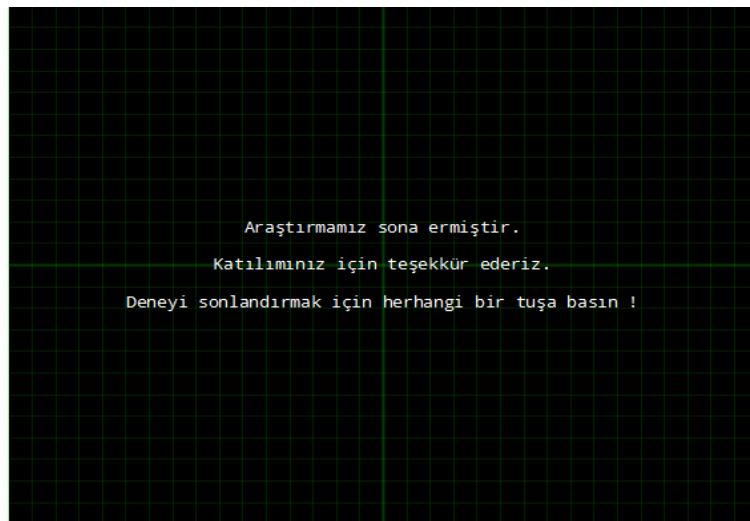 Araştırmamız sona ermiştir.
Katılımınız için teşekkür ederiz.
Deneyi sonlandırmak için herhangi bir tuşa basın !